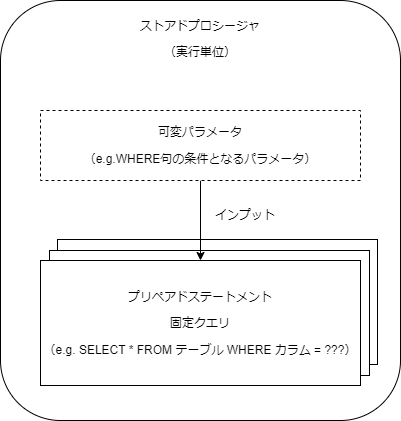 ストアドプロシージャ
（実行単位）
可変パラメータ
（e.g.WHERE句の条件となるパラメータ）
インプット
プリペアドステートメント
固定クエリ
（e.g. SELECT * FROM テーブル WHERE カラム = ???）